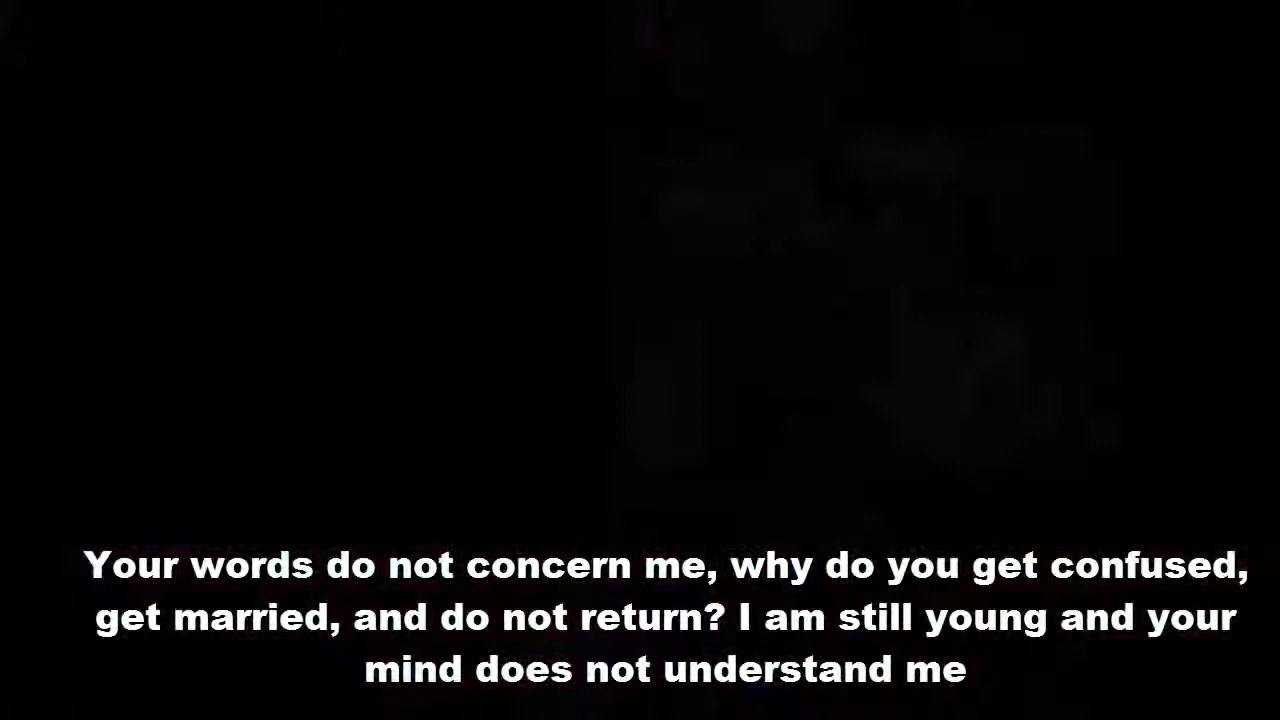 Your words do not concern me, why do you get confused,
get married, and do not return? I am still young and your
mind does not understand me